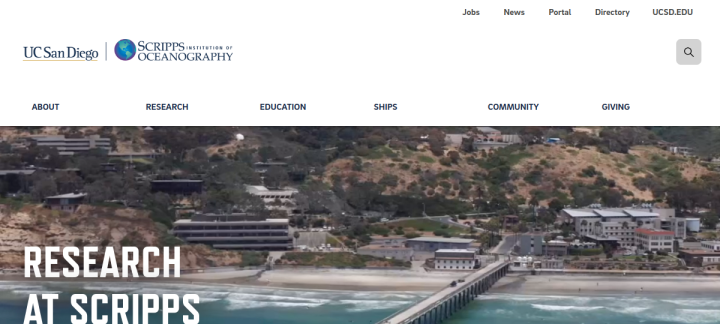 Jobs News Portal Directory UCSD.EDU
UC San Diego SCRIPPS INSTITUTION OF
OCEANOGRAPHY
ABOUT RESEARCH EDUCATION SHIPS COMMUNITY GIVING
RESEARCH
AT SCRIPPS